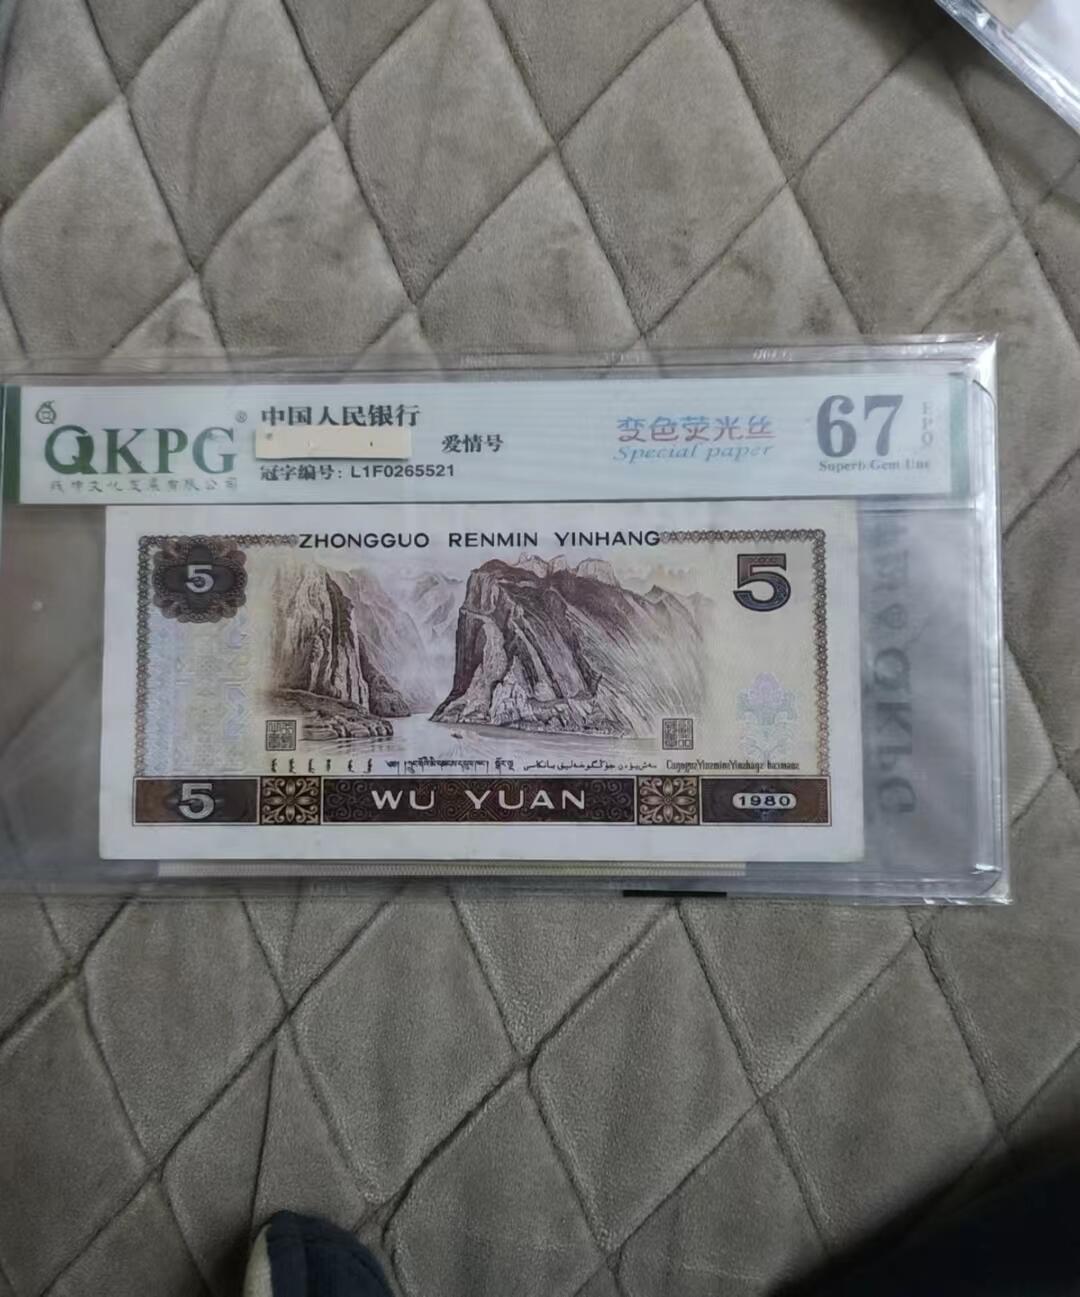 中国人民银行
QKPG®
爱情号
冠字编号: L1F0265521
变色荧光丝
Special paper
67
EPQ
Superb Gem Unc
ZHONGGUO RENMIN YINHANG
5
5
5
WU YUAN
1980
QKPG